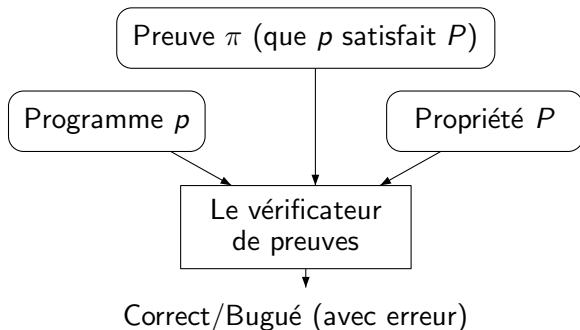 Preuve π (que p satisfait P)
Programme p
Propriété P
Le vérificateur
de preuves
Correct/Bugué (avec erreur)